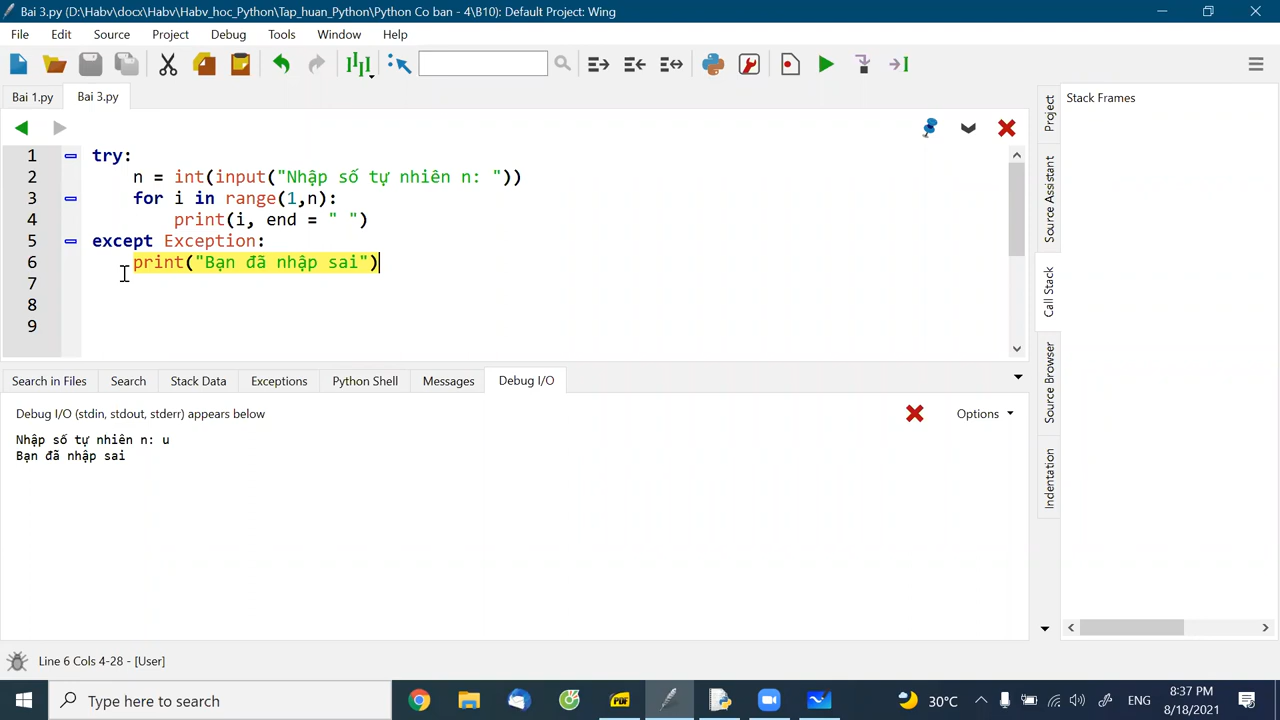 Bai 3.py (D:\Habv\docx\Habv\Habv_hoc_Python\Tap_huan_Python\Python Co ban - 4\B10): Default Project: Wing
File Edit Source Project Debug Tools Window Help
Bai 1.py Bai 3.py
Stack Frames
1 try:
2 n = int(input("Nhập số tự nhiên n: "))
3 for i in range(1,n):
4 print(i, end = " ")
5 except Exception:
6 print("Bạn đã nhập sai")
7
8
9
Project
Source Assistant
Call Stack
Source Browser
Indentation
Search in Files Search Stack Data Exceptions Python Shell Messages Debug I/O
Debug I/O (stdin, stdout, stderr) appears below Options
Nhập số tự nhiên n: u
Bạn đã nhập sai
Line 6 Cols 4-28 - [User]
Type here to search
PDF
30°C
ENG
8:37 PM
8/18/2021